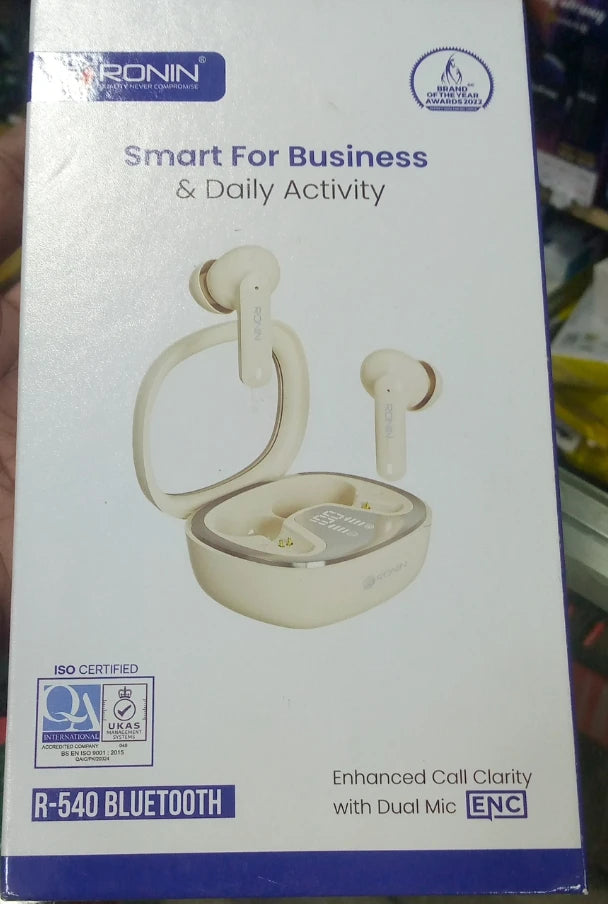 RONIN®
QUALITY NEVER COMPROMISE
BRAND
OF THE YEAR
AWARDS 2022
Smart For Business
& Daily Activity
RONIN
RONIN
RONIN
ISO CERTIFIED
QA
INTERNATIONAL
UKAS
MANAGEMENT
SYSTEMS
ACCREDITED COMPANY
BS EN ISO 9001 : 2015
R-540 BLUETOOTH
Enhanced Call Clarity
with Dual Mic ENC